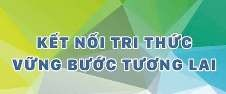 KẾT NỐI TRI THỨC
VỮNG BƯỚC TƯƠNG LAI